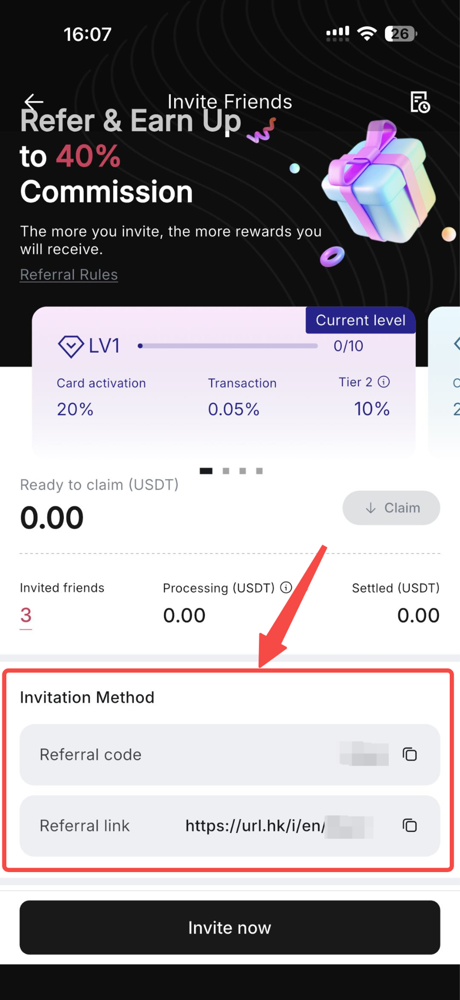 16:07
26
Invite Friends
Refer & Earn Up
to 40%
Commission
The more you invite, the more rewards you
will receive.
Referral Rules
Current level
LV1
0/10
Card activation
Transaction
Tier 2
20%
0.05%
10%
Ready to claim (USDT)
0.00
Claim
Invited friends
Processing (USDT)
Settled (USDT)
3
0.00
0.00
Invitation Method
Referral code
Referral link
https://url.hk/i/en/
Invite now